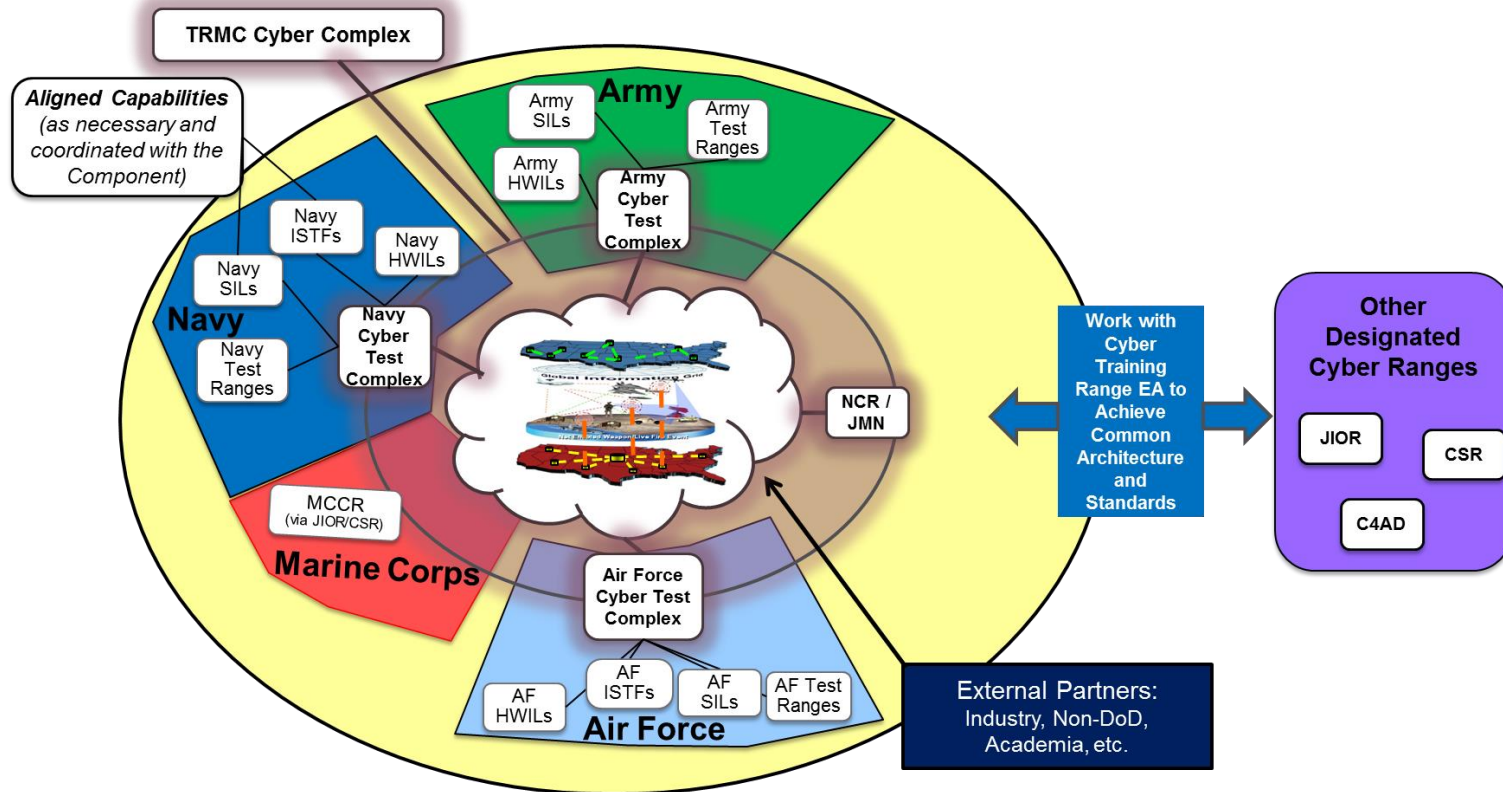 TRMC Cyber Complex
Aligned Capabilities
(as necessary and
coordinated with the
Component)
Army
Army
SILs
Army
Test
Ranges
Army
HWILs
Army
Cyber
Test
Complex
Navy
ISTFs
Navy
HWILs
Navy
SILs
Navy
Navy
Test
Ranges
Navy
Cyber
Test
Complex
Global Information Grid
NCR /
JMN
MCCR
(via JIOR/CSR)
Marine Corps
Air Force
Cyber Test
Complex
AF
HWILs
AF
ISTFs
AF
SILs
AF Test
Ranges
Air Force
Work with
Cyber
Training
Range EA to
Achieve
Common
Architecture
and
Standards
Other
Designated
Cyber Ranges
JIOR
CSR
C4AD
External Partners:
Industry, Non-DoD,
Academia, etc.